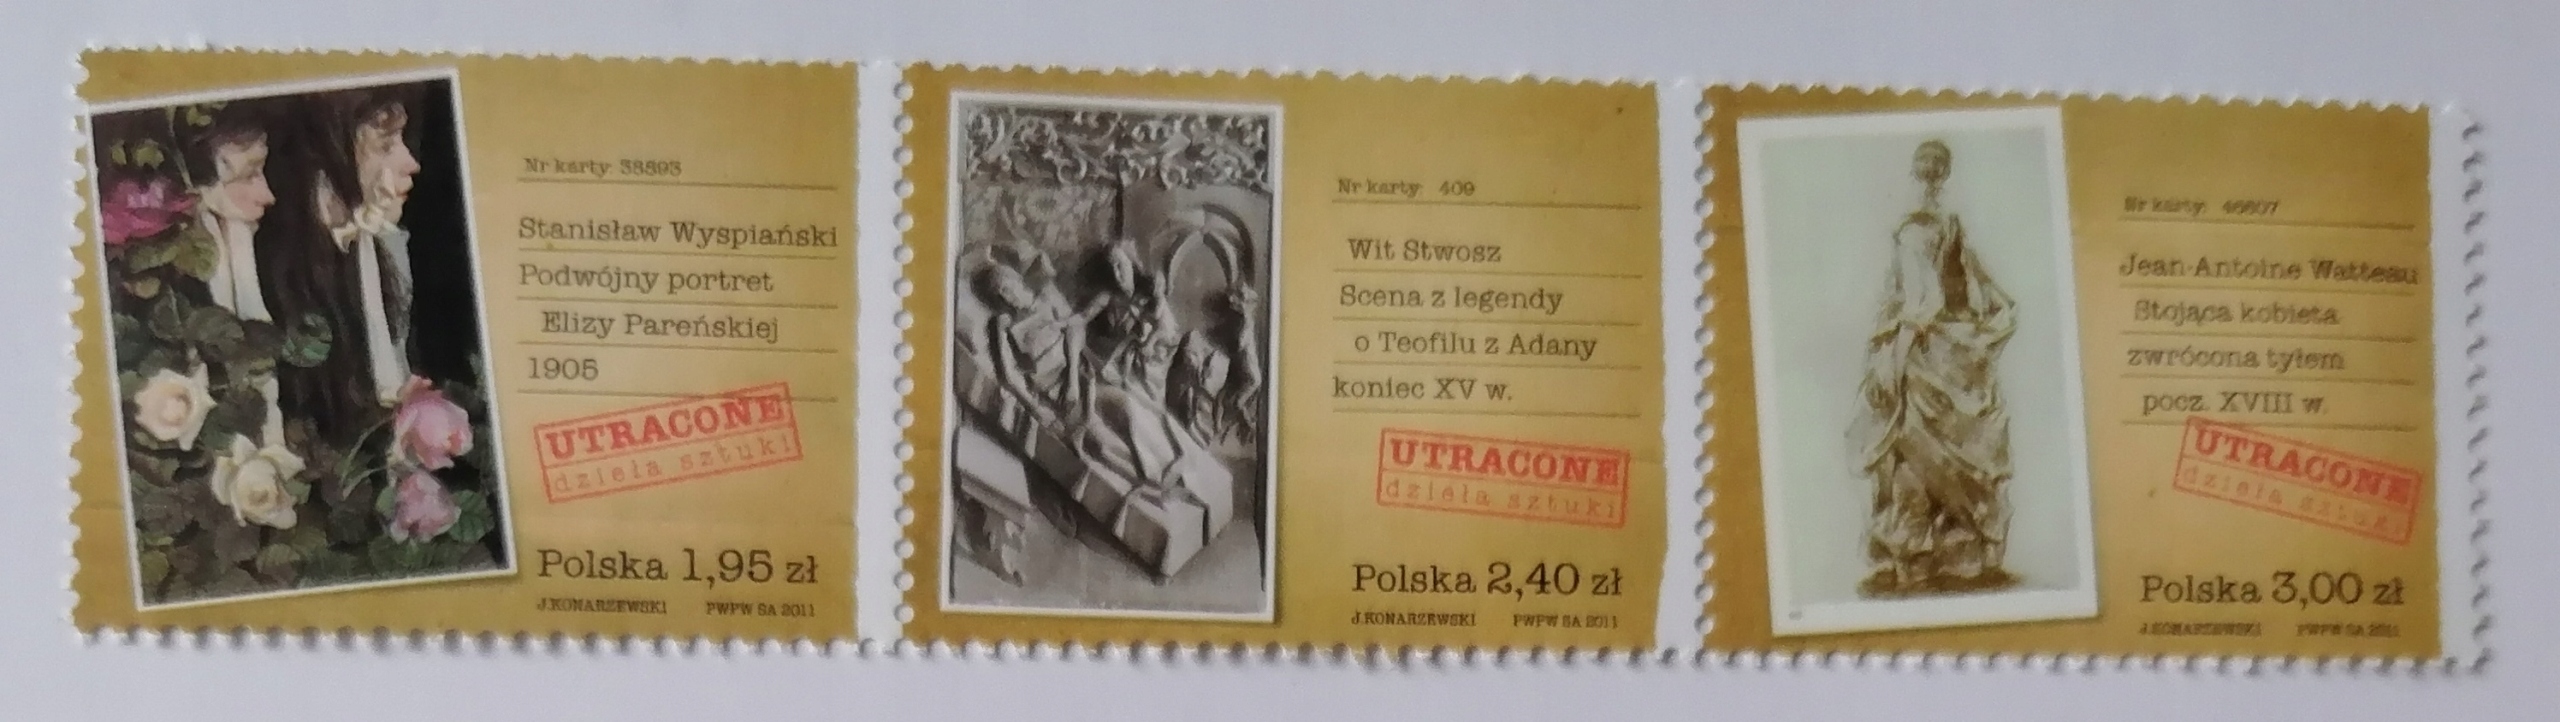 Nr karty: 38893
Stanisław Wyspiański
Podwójny portret
Elizy Pareńskiej
1905
UTRACONE
dzieła sztuki
Polska 1,95 zł
J.KONARZEWSKI PWPW SA 2011
Nr karty: 409
Wit Stwosz
Scena z legendy
o Teofilu z Adany
koniec XV w.
UTRACONE
dzieła sztuki
Polska 2,40 zł
J.KONARZEWSKI PWPW SA 2011
Nr karty: 46607
Jean-Antoine Watteau
Stojąca kobieta
zwrócona tyłem
pocz. XVIII w.
UTRACONE
dzieła sztuki
Polska 3,00 zł
J.KONARZEWSKI PWPW SA 2011